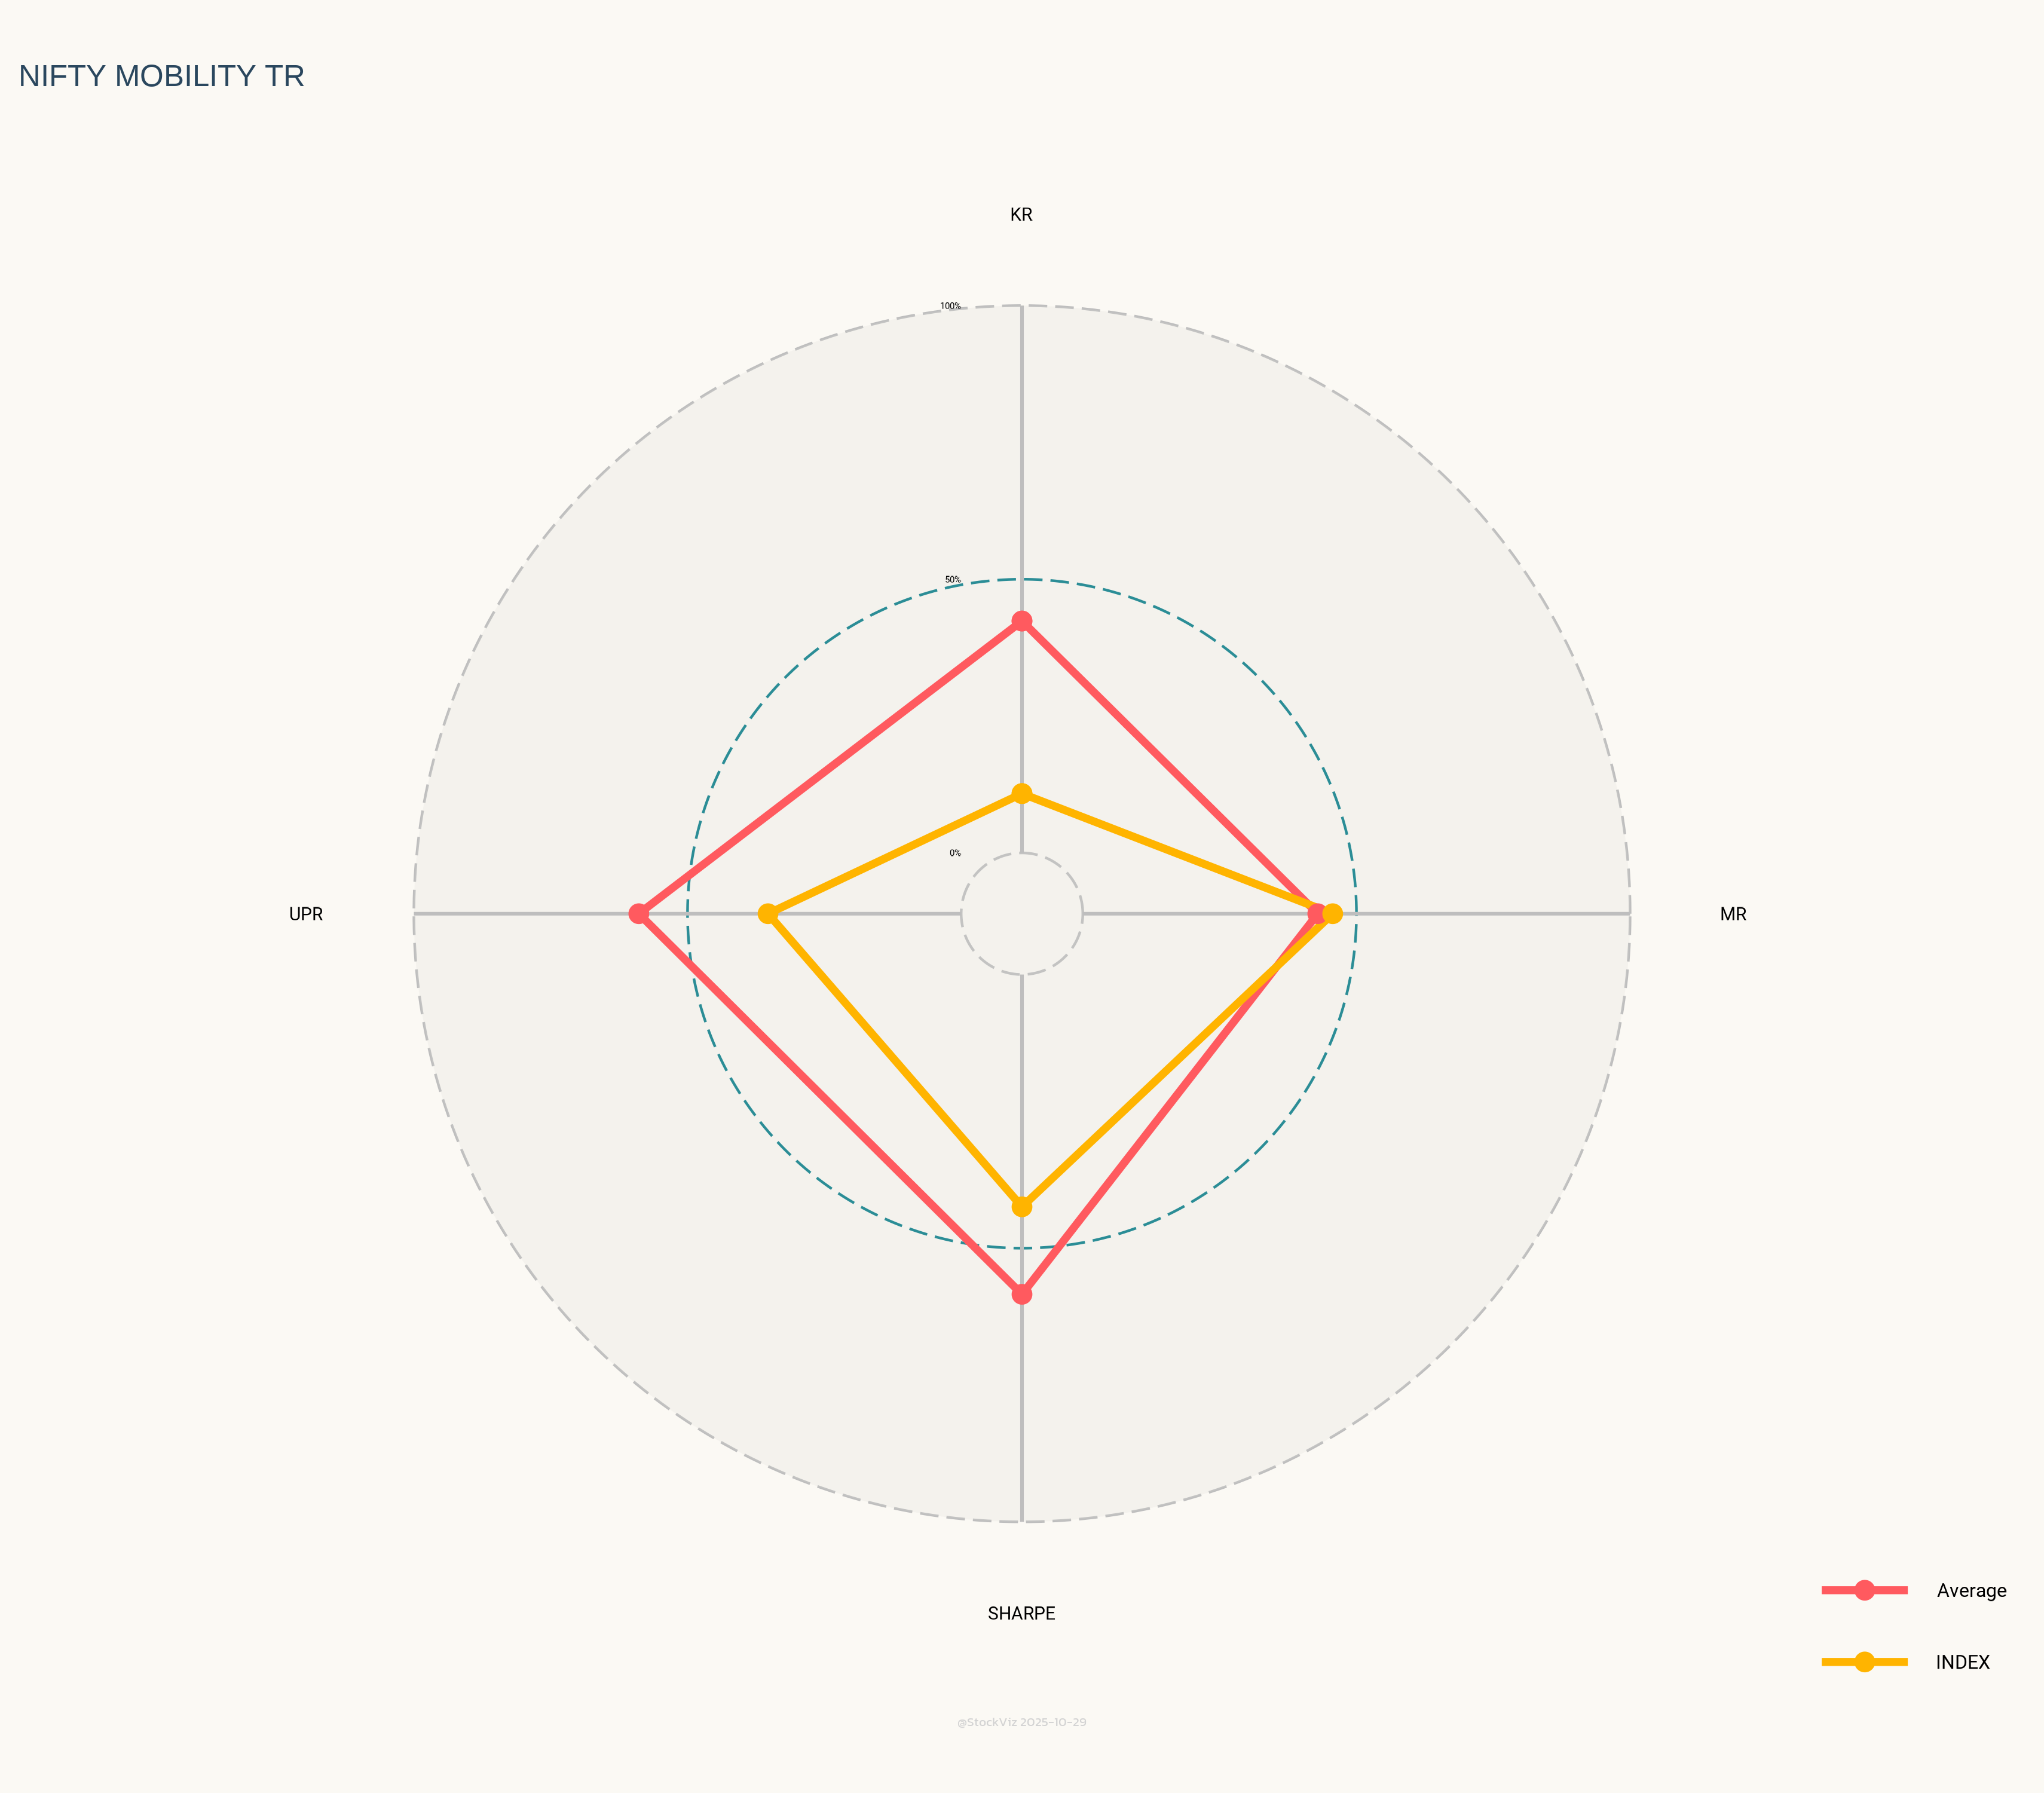 NIFTY MOBILITY TR
KR
100%
50%
0%
UPR
MR
SHARPE
Average
INDEX
@StockViz 2025-10-29